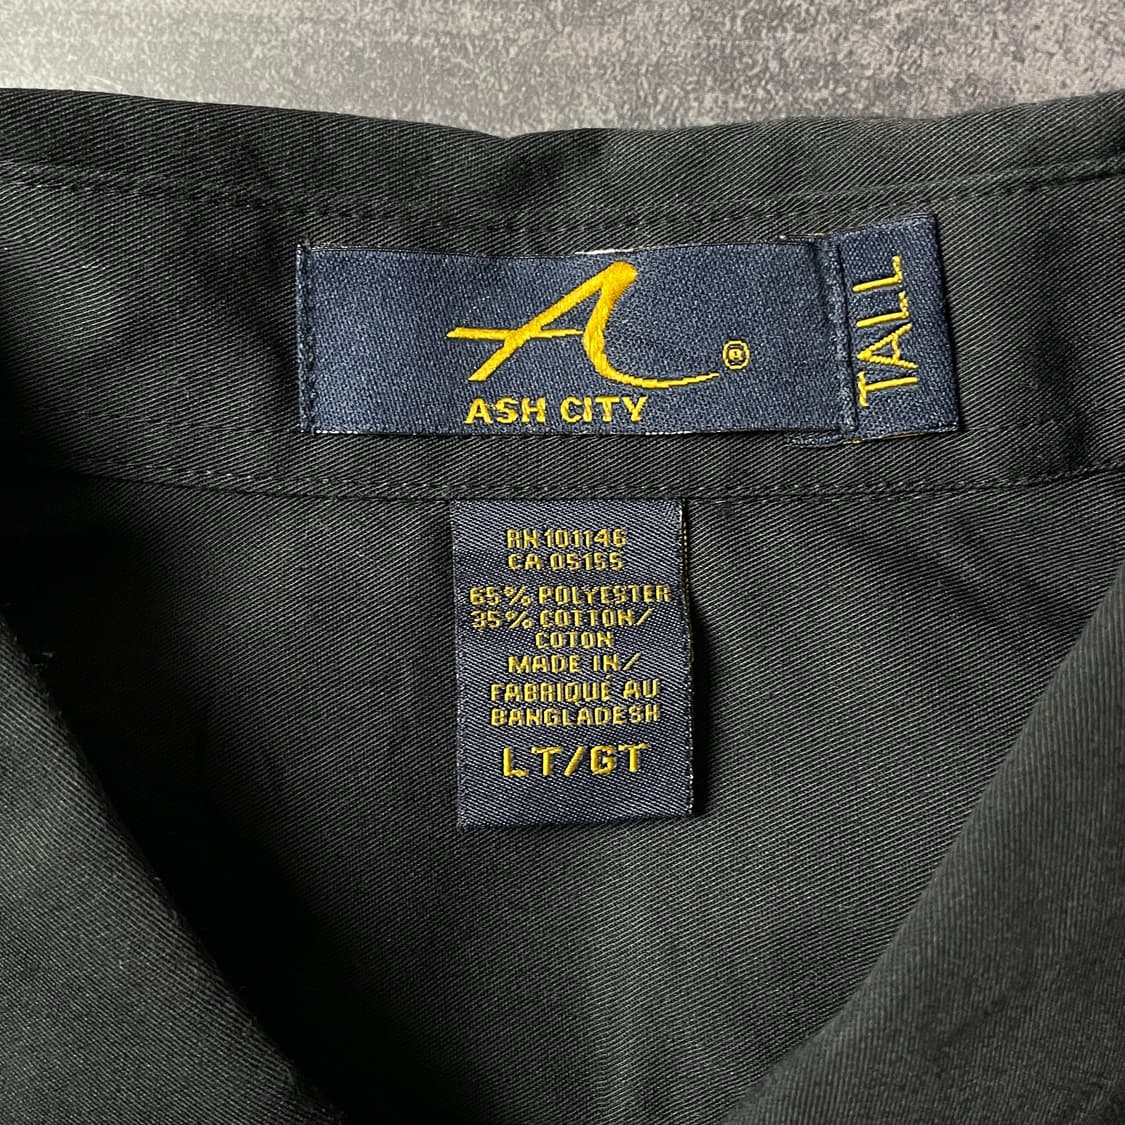 A ®
ASH CITY
TALL
RN 101146
CA 05155
65% POLYESTER
35% COTTON/
COTON
MADE IN/
FABRIQUÉ AU
BANGLADESH
LT/GT